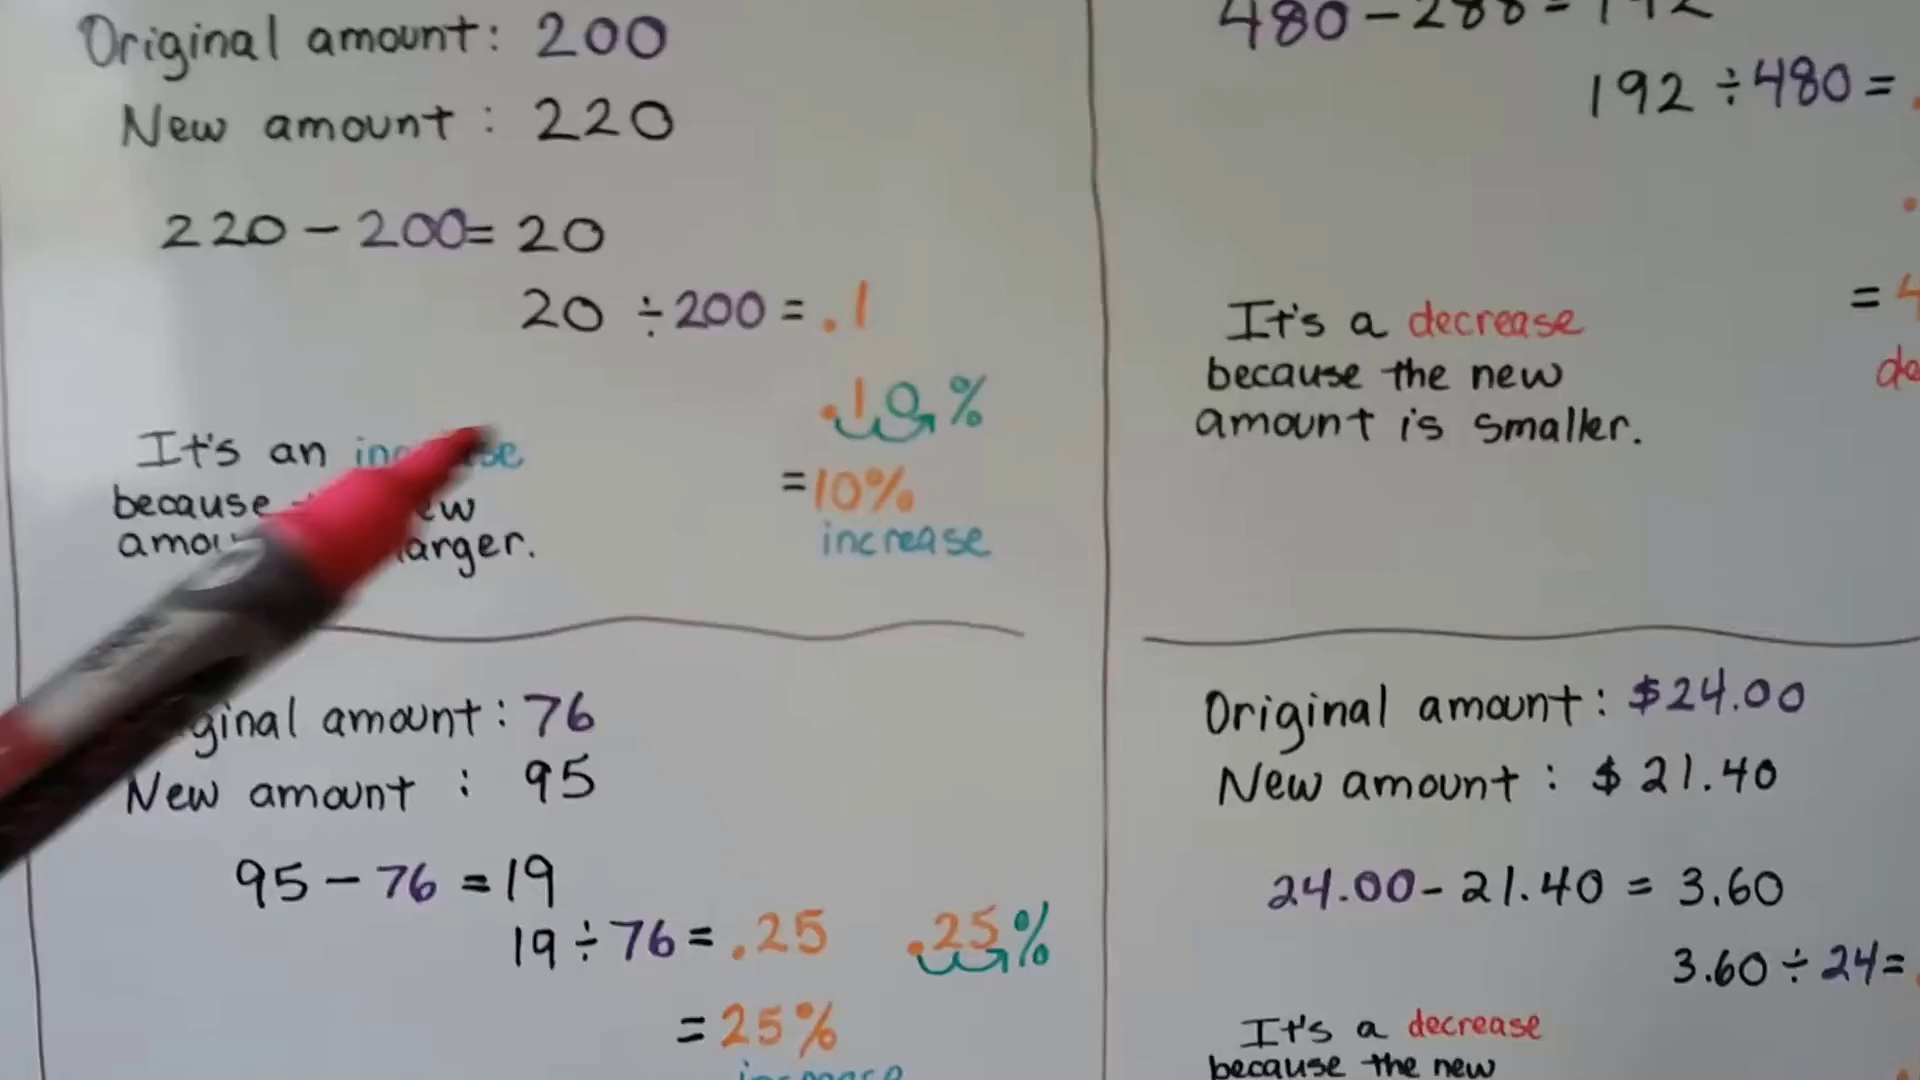 Original amount: 200
New amount : 220
220 - 200 = 20
20 ÷ 200 = .1
.10%
= 10%
increase
It's an
because ew
larger.
480 - 288 = 192
192 ÷ 480 =
It's a decrease
because the new
amount is smaller.
=
Original amount: 76
New amount : 95
95 - 76 = 19
19 ÷ 76 = .25 .25%
= 25%
increase
Original amount: $24.00
New amount : $21.40
24.00 - 21.40 = 3.60
3.60 ÷ 24 =
It's a decrease
because the new